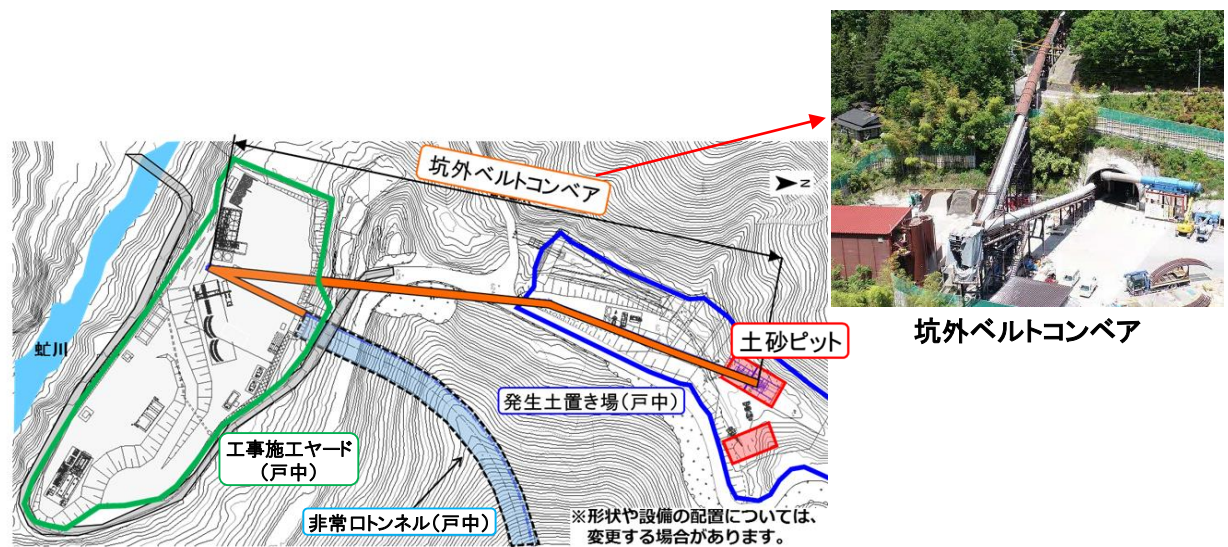 坑外ベルトコンベア
N
土砂ピット
坑外ベルトコンベア
虹川
発生土置き場(戸中)
工事施工ヤード
(戸中)
非常口トンネル(戸中)
※形状や設備の配置については、
変更する場合があります。